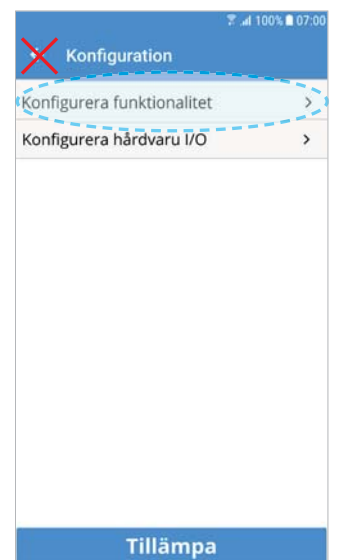 100% 07:00
Konfiguration
Konfigurera funktionalitet
Konfigurera hårdvaru I/O
Tillämpa